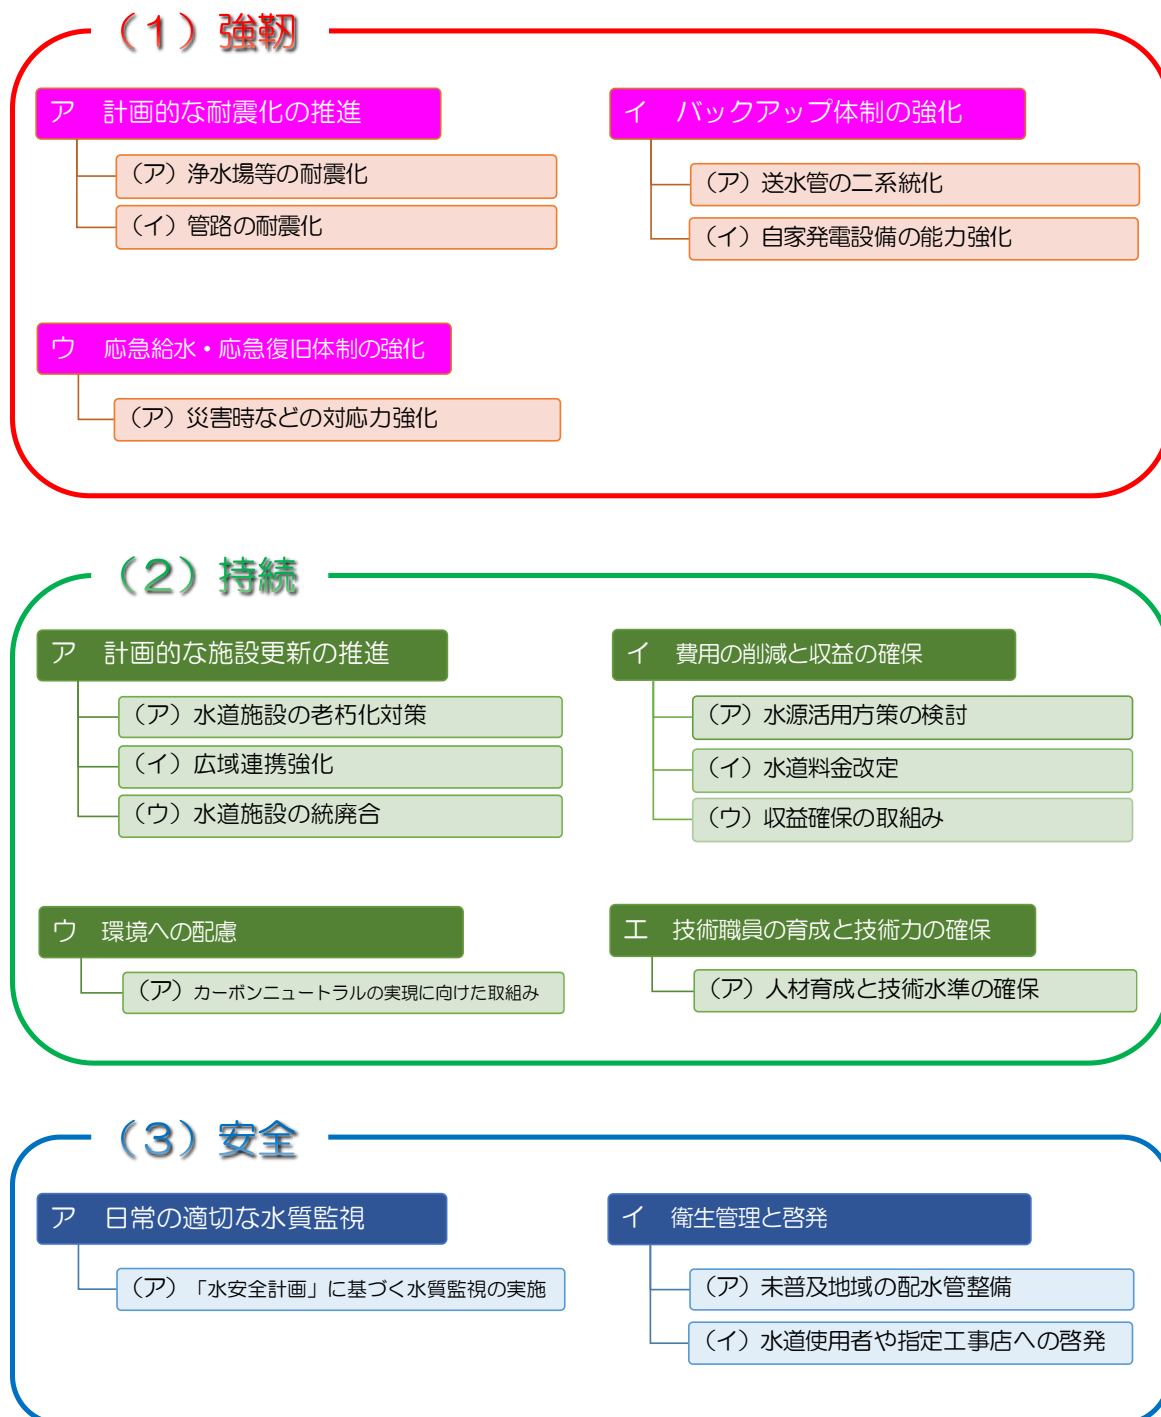 （１）強靭
ア　計画的な耐震化の推進
（ア）浄水場等の耐震化
（イ）管路の耐震化
イ　バックアップ体制の強化
（ア）送水管の二系統化
（イ）自家発電設備の能力強化
ウ　応急給水・応急復旧体制の強化
（ア）災害時などの対応力強化
（２）持続
ア　計画的な施設更新の推進
（ア）水道施設の老朽化対策
（イ）広域連携強化
（ウ）水道施設の統廃合
イ　費用の削減と収益の確保
（ア）水源活用方策の検討
（イ）水道料金改定
（ウ）収益確保の取組み
ウ　環境への配慮
（ア）カーボンニュートラルの実現に向けた取組み
エ　技術職員の育成と技術力の確保
（ア）人材育成と技術水準の確保
（３）安全
ア　日常の適切な水質監視
（ア）「水安全計画」に基づく水質監視の実施
イ　衛生管理と啓発
（ア）未普及地域の配水管整備
（イ）水道使用者や指定工事店への啓発